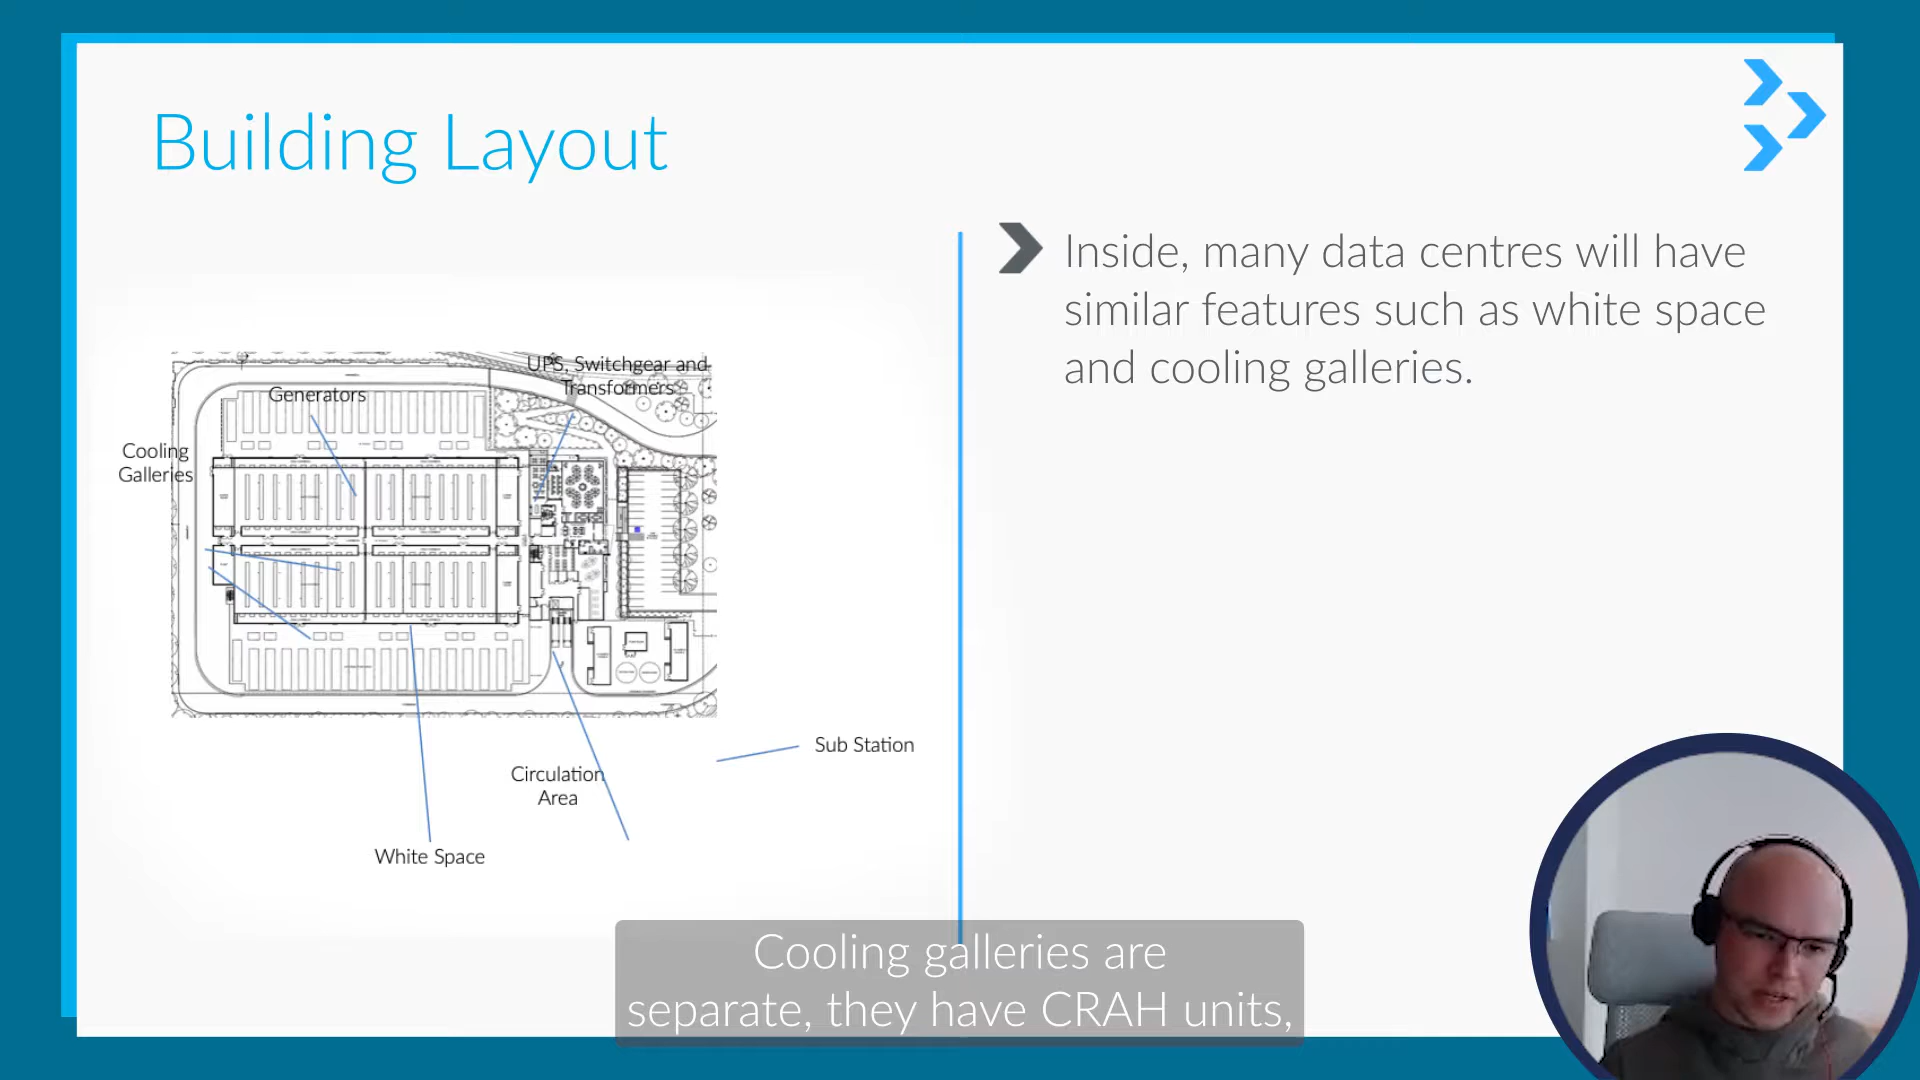 Building Layout
Inside, many data centres will have
similar features such as white space
and cooling galleries.
UPS, Switchgear and
Transformers
Generators
Cooling
Galleries
Sub Station
Circulation
Area
White Space
Cooling galleries are
separate, they have CRAH units,